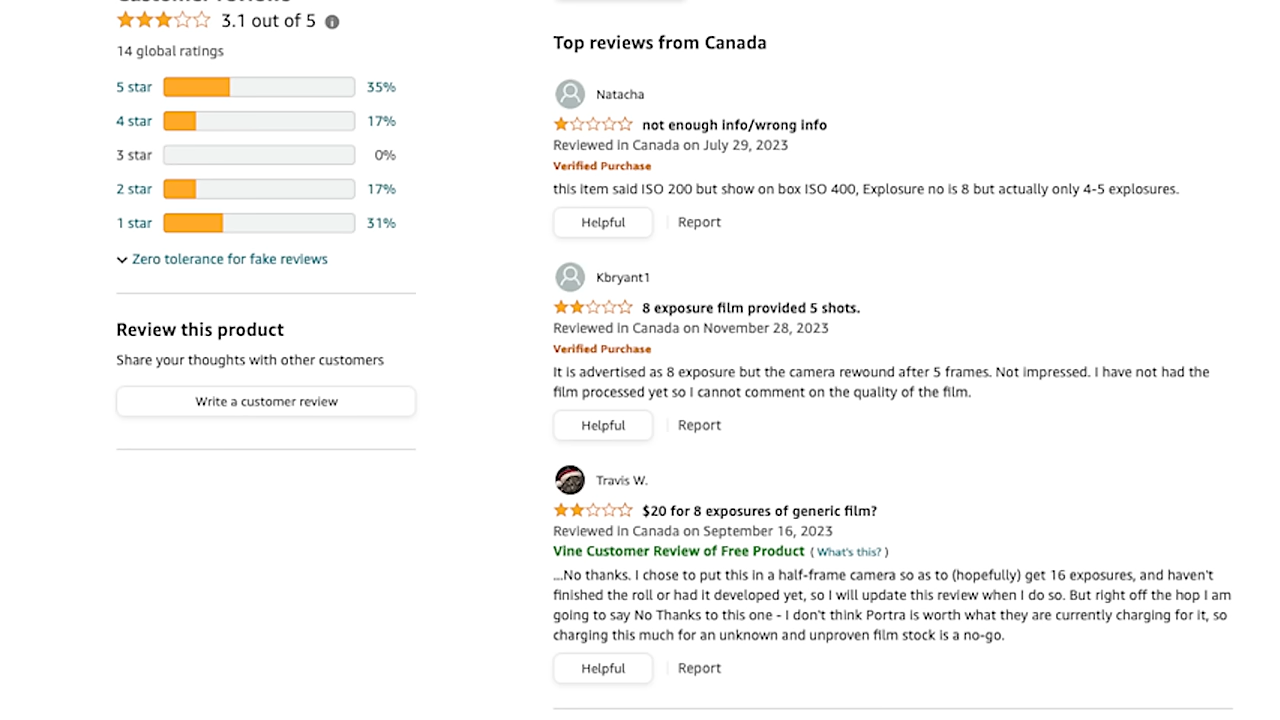 3.1 out of 5
14 global ratings
5 star 35%
4 star 17%
3 star 0%
2 star 17%
1 star 31%
Zero tolerance for fake reviews
Review this product
Share your thoughts with other customers
Write a customer review
Top reviews from Canada
Natacha
not enough info/wrong info
Reviewed in Canada on July 29, 2023
Verified Purchase
this item said ISO 200 but show on box ISO 400, Explosure no is 8 but actually only 4-5 explosures.
Helpful Report
Kbryant1
8 exposure film provided 5 shots.
Reviewed in Canada on November 28, 2023
Verified Purchase
It is advertised as 8 exposure but the camera rewound after 5 frames. Not impressed. I have not had the
film processed yet so I cannot comment on the quality of the film.
Helpful Report
Travis W.
$20 for 8 exposures of generic film?
Reviewed in Canada on September 16, 2023
Vine Customer Review of Free Product ( What's this? )
...No thanks. I chose to put this in a half-frame camera so as to (hopefully) get 16 exposures, and haven't
finished the roll or had it developed yet, so I will update this review when I do so. But right off the hop I am
going to say No Thanks to this one - I don't think Portra is worth what they are currently charging for it, so
charging this much for an unknown and unproven film stock is a no-go.
Helpful Report